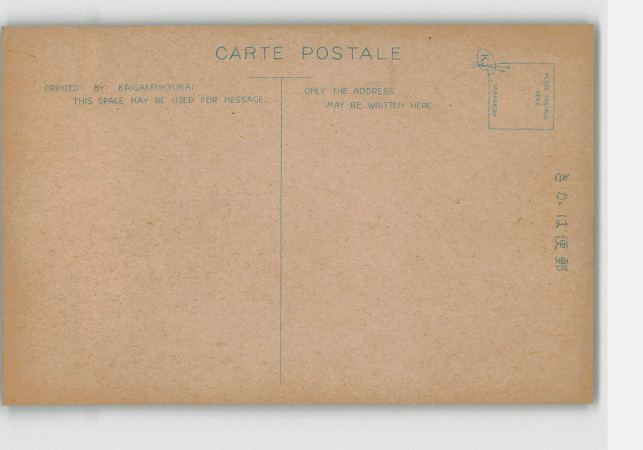 CARTE POSTALE
PRINTED BY KAIGAKENKYUKAI
THIS SPACE MAY BE USED FOR MESSAGE.
ONLY THE ADDRESS
MAY BE WRITTEN HERE
K
PLACE POSTAGE
HERE
きかは便郵